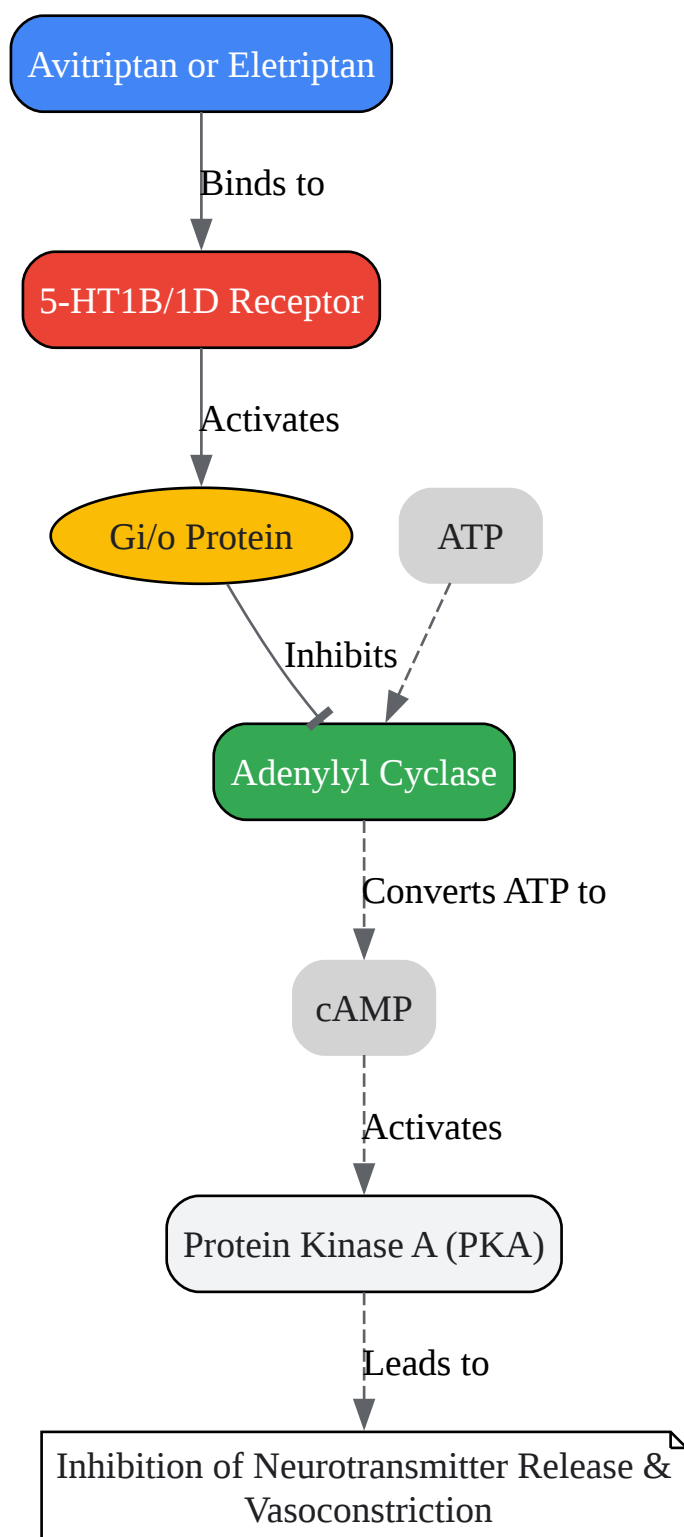 Avitriptan or Eletriptan
Binds to
5-HT1B/1D Receptor
Activates
Gi/o Protein
ATP
Inhibits
Adenylyl Cyclase
Converts ATP to
cAMP
Activates
Protein Kinase A (PKA)
Leads to
Inhibition of Neurotransmitter Release &
Vasoconstriction